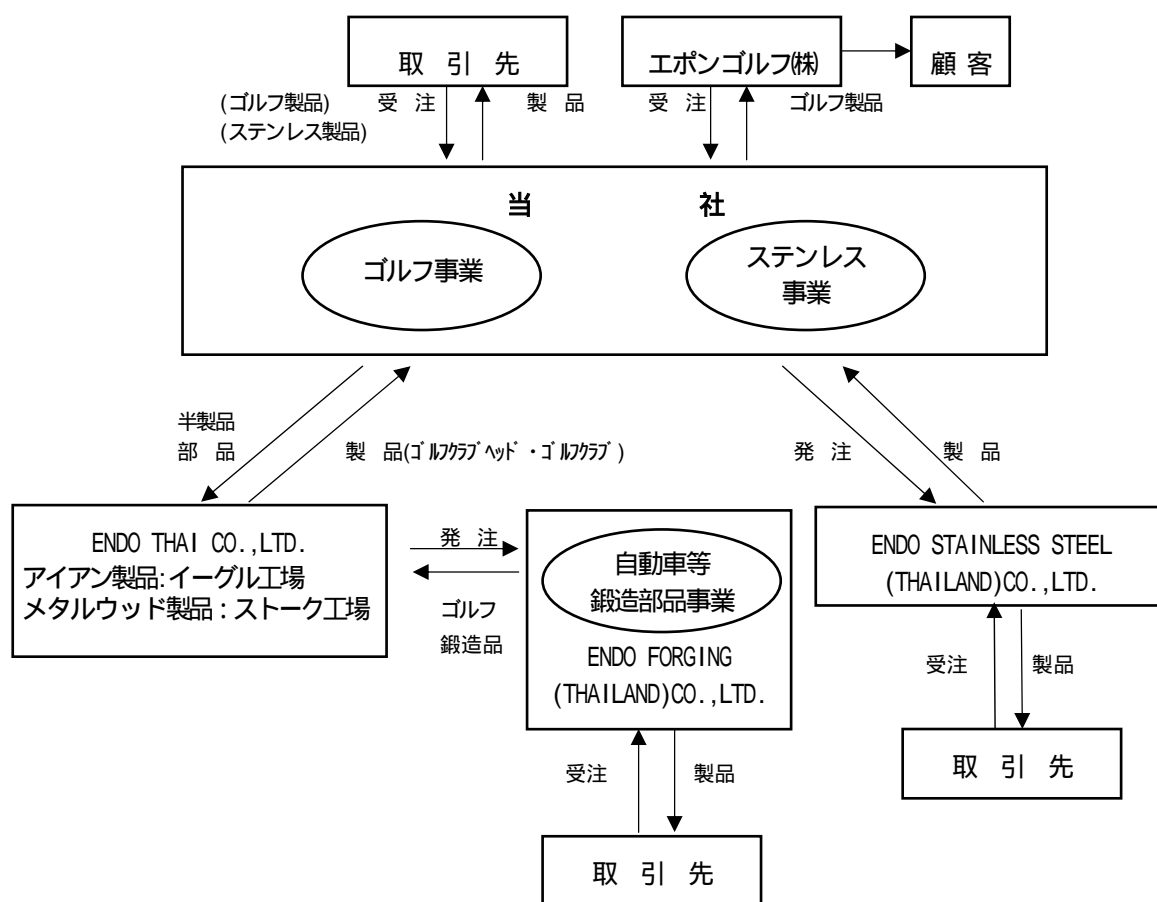 取 引 先
エポンゴルフ㈱
顧 客
(ゴルフ製品)
(ステンレス製品)
受 注
製 品
受 注
ゴルフ製品
当 社
ゴルフ事業
ステンレス
事業
半製品
部 品
製 品(ｺﾞﾙﾌｸﾗﾌﾞﾍｯﾄﾞ・ｺﾞﾙﾌｸﾗﾌﾞ)
発 注
製 品
ENDO THAI CO.,LTD.
アイアン製品:イーグル工場
メタルウッド製品:ストーク工場
発 注
ゴルフ
鍛造品
自動車等
鍛造部品事業
ENDO FORGING
(THAILAND)CO.,LTD.
ENDO STAINLESS STEEL
(THAILAND)CO.,LTD.
受注
製品
取 引 先
受注
製品
取 引 先